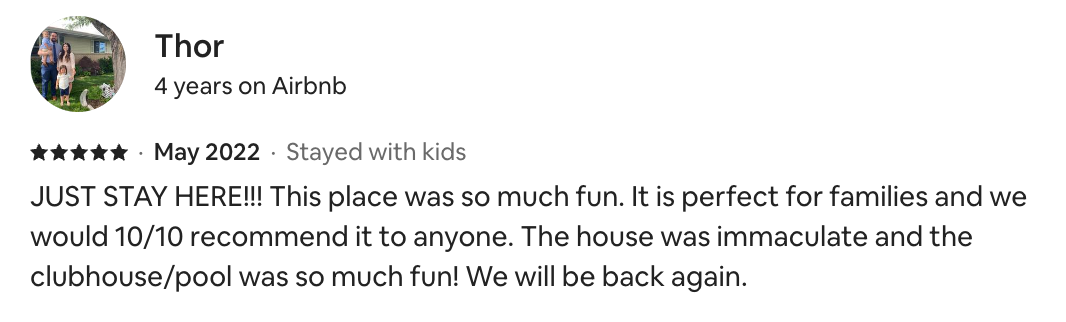 Thor
4 years on Airbnb
★★★★★ · May 2022 · Stayed with kids
JUST STAY HERE!!! This place was so much fun. It is perfect for families and we
would 10/10 recommend it to anyone. The house was immaculate and the
clubhouse/pool was so much fun! We will be back again.